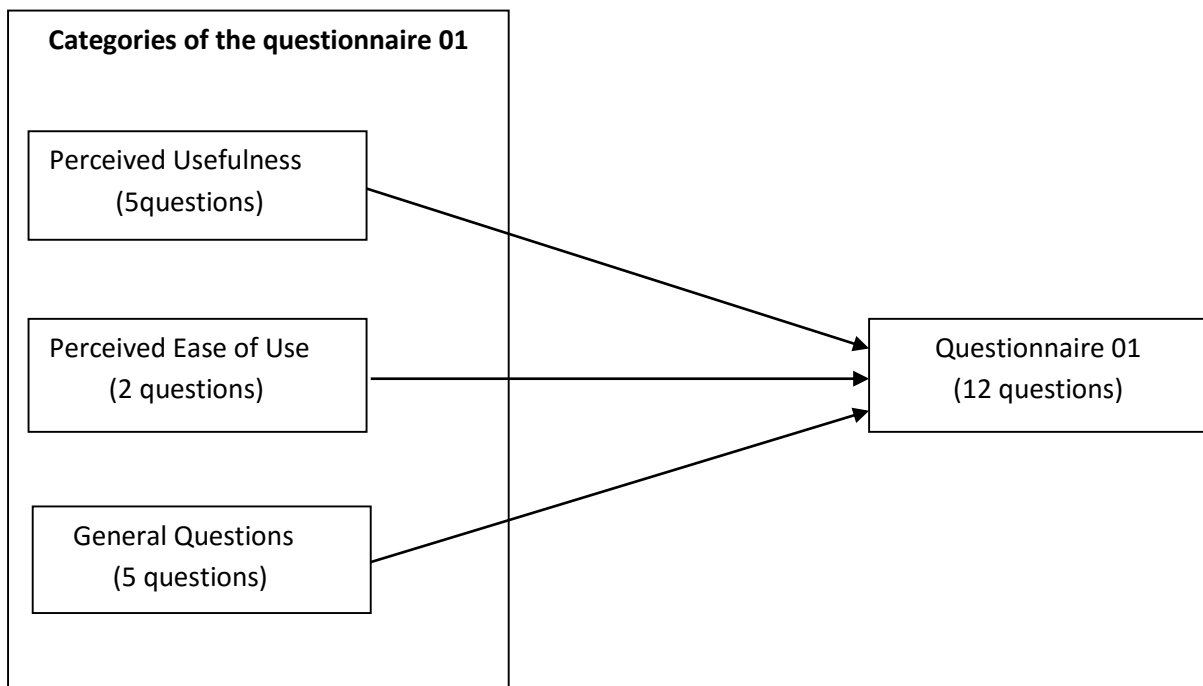 Categories of the questionnaire 01
Perceived Usefulness
(5questions)
Perceived Ease of Use
(2 questions)
Questionnaire 01
(12 questions)
General Questions
(5 questions)